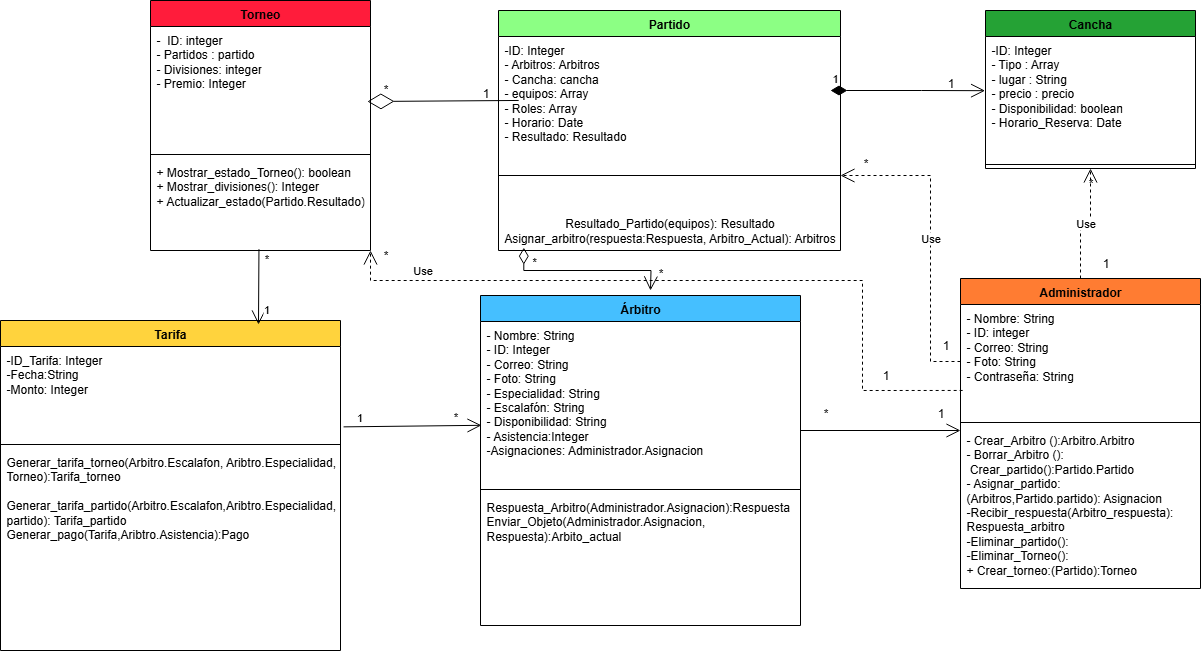 Torneo
-  ID: integer
- Partidos : partido
- Divisiones: integer
- Premio: Integer
+ Mostrar_estado_Torneo(): boolean
+ Mostrar_divisiones(): Integer
+ Actualizar_estado(Partido.Resultado)
*
1
Partido
-ID: Integer
- Arbitros: Arbitros
- Cancha: cancha
- equipos: Array
- Roles: Array
- Horario: Date
- Resultado: Resultado
Resultado_Partido(equipos): Resultado
Asignar_arbitro(respuesta:Respuesta, Arbitro_Actual): Arbitros
1
1
Cancha
-ID: Integer
- Tipo : Array
- lugar : String
- precio : precio
- Disponibilidad: boolean
- Horario_Reserva: Date
*
Use
1
*
Use
1
*
Use
1
*
*
*
1
Tarifa
-ID_Tarifa: Integer
-Fecha:String
-Monto: Integer
Generar_tarifa_torneo(Arbitro.Escalafon, Aribtro.Especialidad,
Torneo):Tarifa_torneo
Generar_tarifa_partido(Arbitro.Escalafon,Aribtro.Especialidad,
partido): Tarifa_partido
Generar_pago(Tarifa,Aribtro.Asistencia):Pago
1
*
Árbitro
- Nombre: String
- ID: Integer
- Correo: String
- Foto: String
- Especialidad: String
- Escalafón: String
- Disponibilidad: String
- Asistencia:Integer
-Asignaciones: Administrador.Asignacion
Respuesta_Arbitro(Administrador.Asignacion):Respuesta
Enviar_Objeto(Administrador.Asignacion,
Respuesta):Arbito_actual
*
1
Administrador
- Nombre: String
- ID: integer
- Correo: String
- Foto: String
- Contraseña: String
- Crear_Arbitro ():Arbitro.Arbitro
- Borrar_Arbitro ():
Crear_partido():Partido.Partido
- Asignar_partido:
(Arbitros,Partido.partido): Asignacion
-Recibir_respuesta(Arbitro_respuesta):
Respuesta_arbitro
-Eliminar_partido():
-Eliminar_Torneo():
+ Crear_torneo:(Partido):Torneo